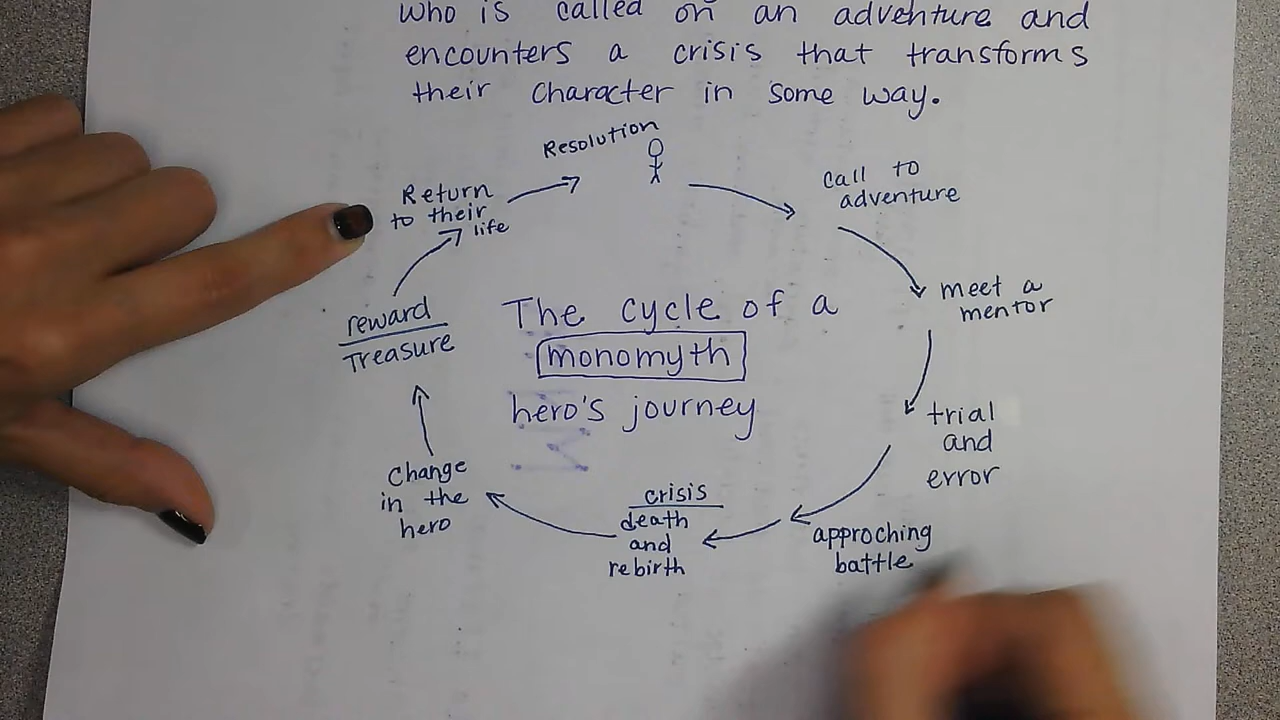 who is called on an adventure and
encounters a crisis that transforms
their character in some way.
Resolution
call to
adventure
meet a
mentor
trial
and
error
approching
battle
crisis
death
and
rebirth
Change
in the
hero
reward
Treasure
Return
to their
life
The cycle of a
monomyth
hero's journey